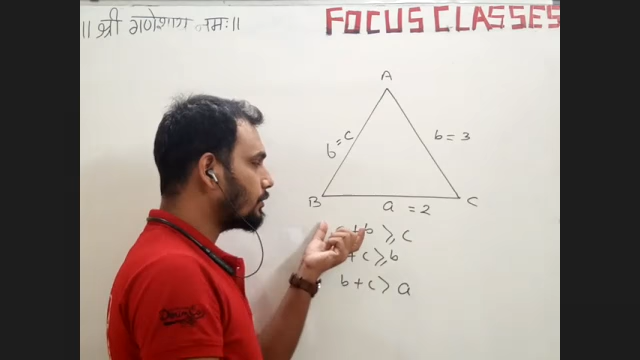 || श्री गणेशाय नमः ||
FOCUS CLASSES
A
b = c
b = 3
B
a = 2
C
+ b ⩾ c
+ c ⩾ b
b + c > a